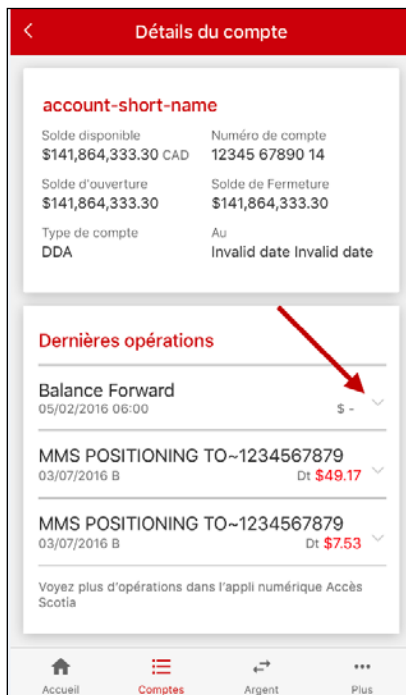 Détails du compte
account-short-name
Solde disponible Numéro de compte
$141,864,333.30 CAD 12345 67890 14
Solde d'ouverture Solde de Fermeture
$141,864,333.30 $141,864,333.30
Type de compte Au
DDA Invalid date Invalid date
Dernières opérations
Balance Forward
05/02/2016 06:00 $ -
MMS POSITIONING TO~1234567879
03/07/2016 B Dt $49.17
MMS POSITIONING TO~1234567879
03/07/2016 B Dt $7.53
Voyez plus d'opérations dans l'appli numérique Accès
Scotia
Accueil Comptes Argent Plus